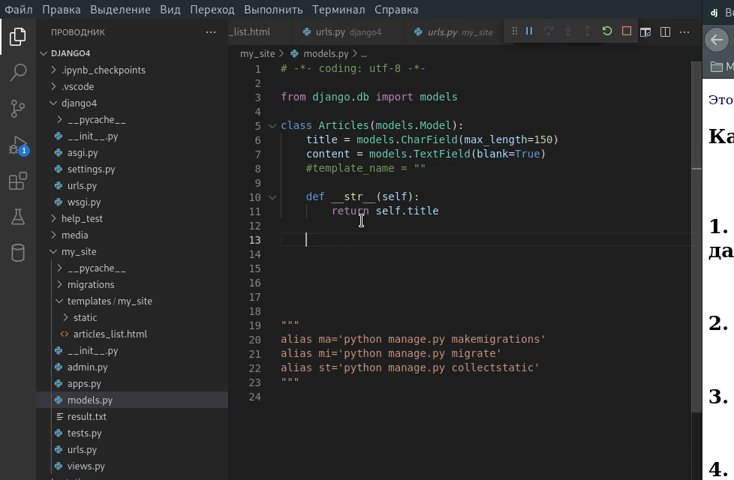 Файл Правка Выделение Вид Переход Выполнить Терминал Справка
ПРОВОДНИК
DJANGO4
.ipynb_checkpoints
.vscode
django4
__pycache__
__init__.py
asgi.py
settings.py
urls.py
wsgi.py
help_test
media
my_site
__pycache__
migrations
templates / my_site
static
articles_list.html
__init__.py
admin.py
apps.py
models.py
result.txt
tests.py
urls.py
views.py
1
_list.html urls.py django4 urls.py my_site
my_site > models.py > ...
1 # -*- coding: utf-8 -*-
2
3 from django.db import models
4
5 class Articles(models.Model):
6 title = models.CharField(max_length=150)
7 content = models.TextField(blank=True)
8 #template_name = ""
9
10 def __str__(self):
11 return self.title
12
13
14
15
16
17
18
19 """
20 alias ma='python manage.py makemigrations'
21 alias mi='python manage.py migrate'
22 alias st='python manage.py collectstatic'
23 """
24
dj
М
Это
Ка
1.
да
2.
3.
4.